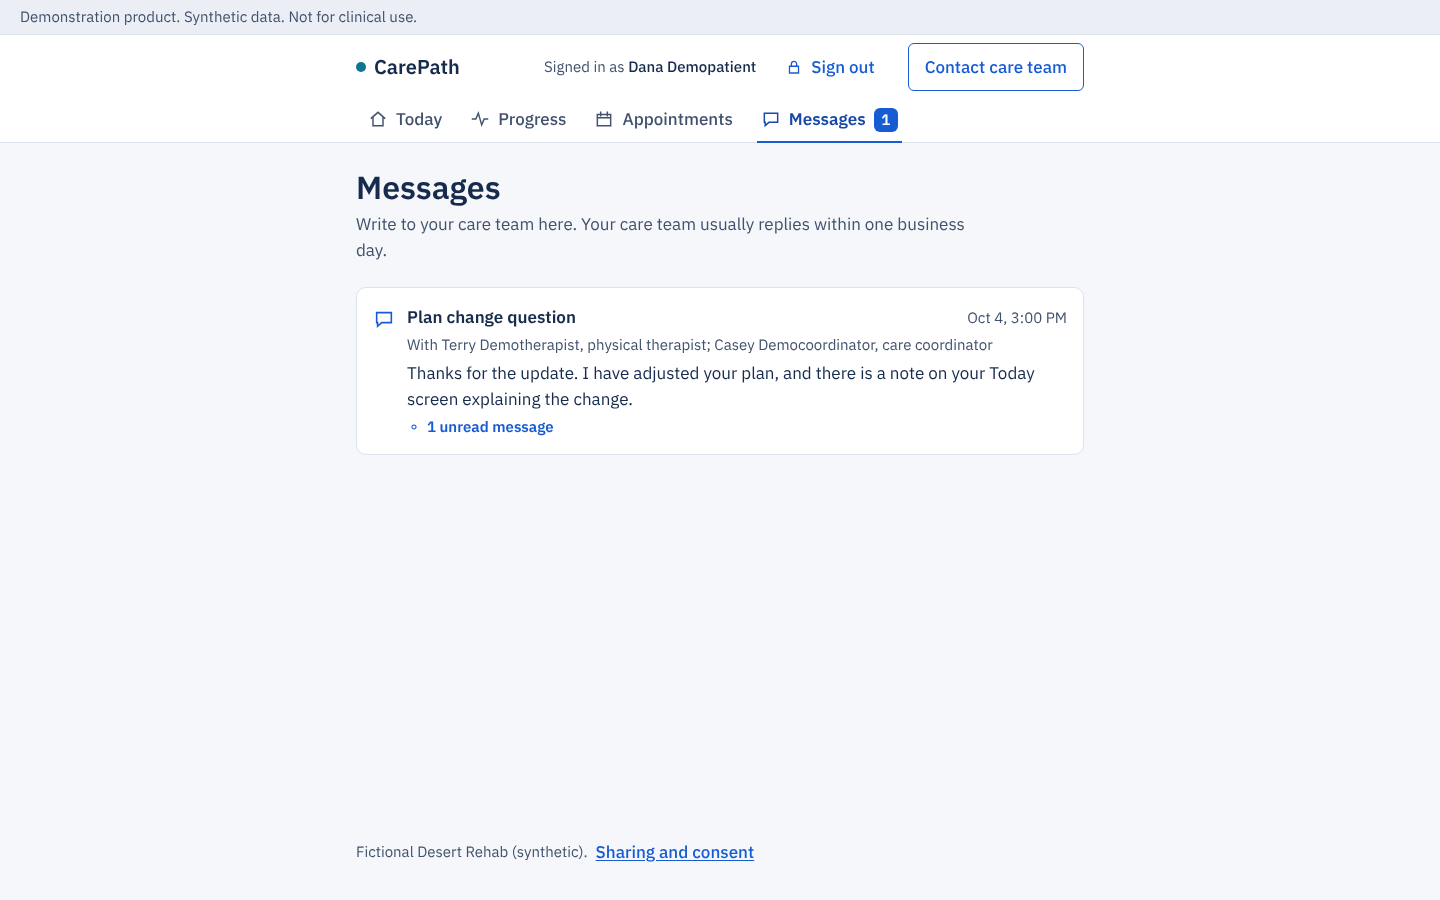 Demonstration product. Synthetic data. Not for clinical use.
CarePath
Signed in as Dana Demopatient
Sign out
Contact care team
Today
Progress
Appointments
Messages 1
Messages
Write to your care team here. Your care team usually replies within one business
day.
Plan change question
Oct 4, 3:00 PM
With Terry Demotherapist, physical therapist; Casey Democoordinator, care coordinator
Thanks for the update. I have adjusted your plan, and there is a note on your Today
screen explaining the change.
1 unread message
Fictional Desert Rehab (synthetic). Sharing and consent